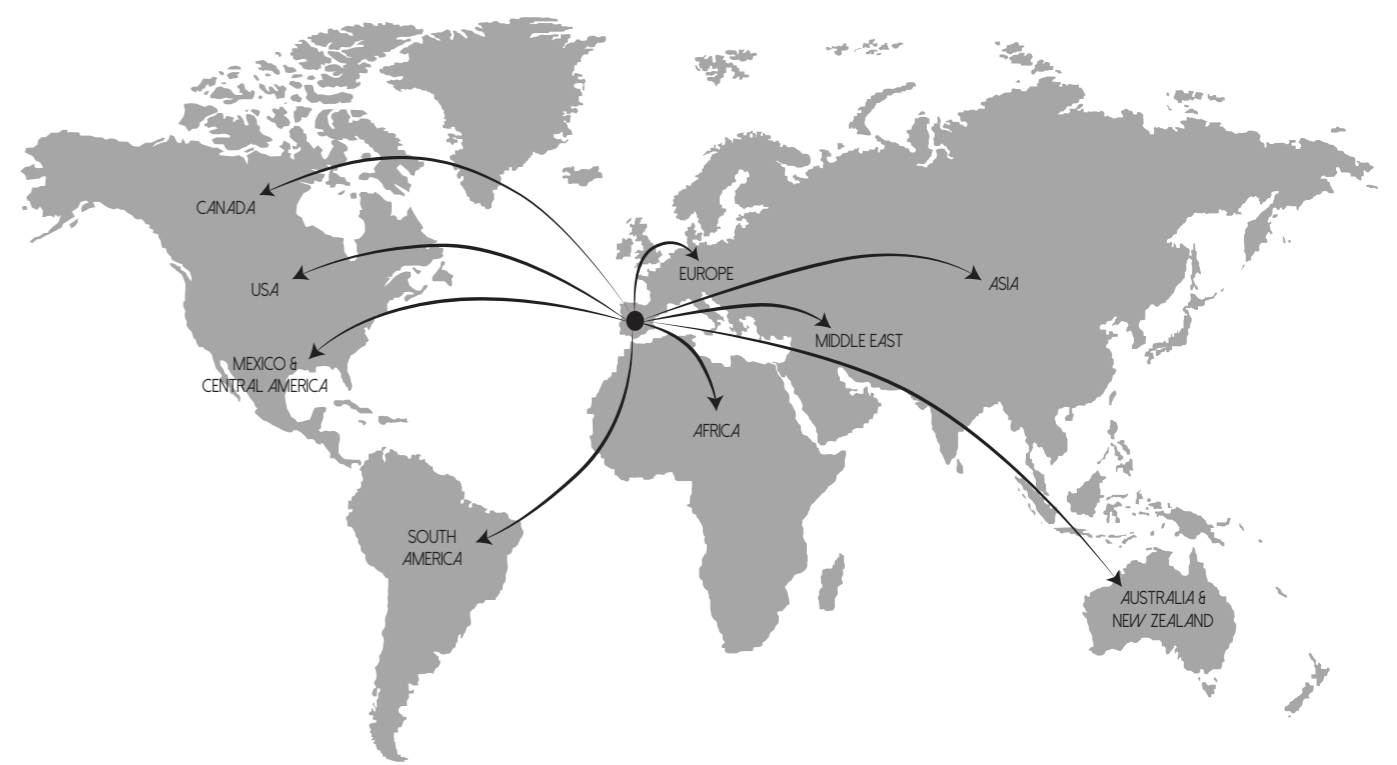 CANADA
EUROPE
USA
ASIA
MIDDLE EAST
MEXICO &
CENTRAL AMERICA
AFRICA
SOUTH
AMERICA
AUSTRALIA &
NEW ZEALAND